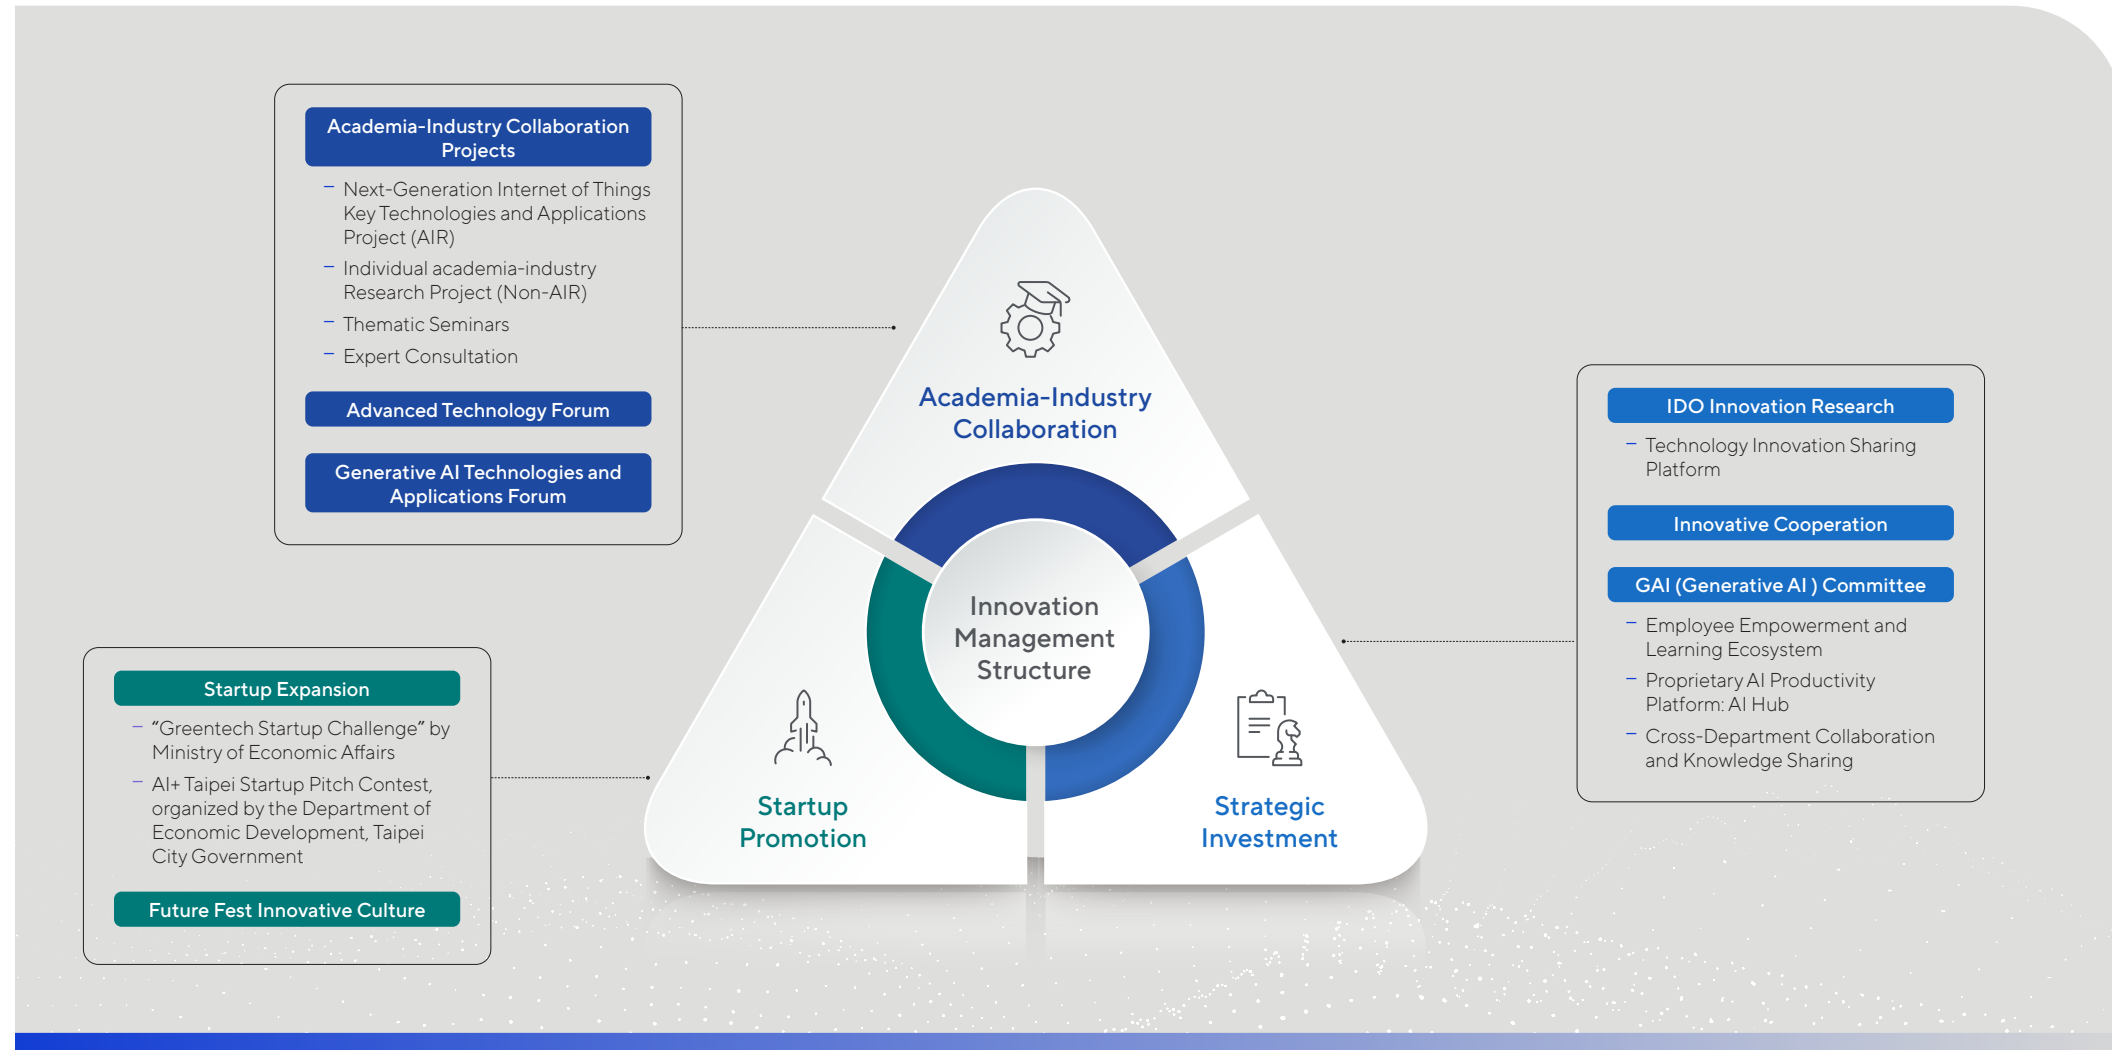 Academia-Industry Collaboration
Projects
– Next-Generation Internet of Things
Key Technologies and Applications
Project (AIR)
– Individual academia-industry
Research Project (Non-AIR)
– Thematic Seminars
– Expert Consultation
Advanced Technology Forum
Generative AI Technologies and
Applications Forum
Academia-Industry
Collaboration
Innovation
Management
Structure
Startup
Promotion
Strategic
Investment
Startup Expansion
– “Greentech Startup Challenge” by
Ministry of Economic Affairs
– AI+ Taipei Startup Pitch Contest,
organized by the Department of
Economic Development, Taipei
City Government
Future Fest Innovative Culture
IDO Innovation Research
– Technology Innovation Sharing
Platform
Innovative Cooperation
GAI (Generative AI ) Committee
– Employee Empowerment and
Learning Ecosystem
– Proprietary AI Productivity
Platform: AI Hub
– Cross-Department Collaboration
and Knowledge Sharing